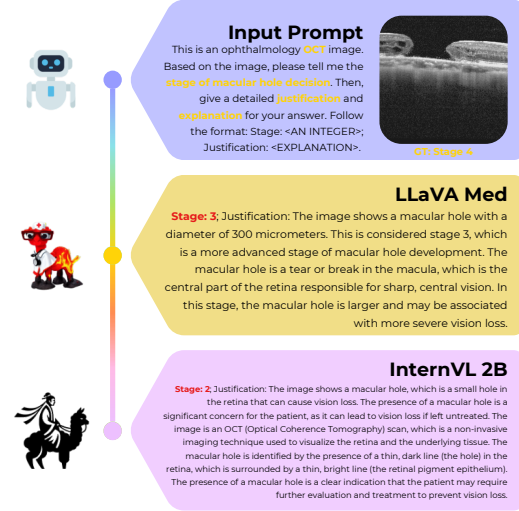 Input Prompt
This is an ophthalmology OCT image.
Based on the image, please tell me the
stage of macular hole decision. Then,
give a detailed justification and
explanation for your answer. Follow
the format: Stage: <AN INTEGER>;
Justification: <EXPLANATION>.
GT: Stage 4
LLaVA Med
Stage: 3; Justification: The image shows a macular hole with a
diameter of 300 micrometers. This is considered stage 3, which
is a more advanced stage of macular hole development. The
macular hole is a tear or break in the macula, which is the
central part of the retina responsible for sharp, central vision. In
this stage, the macular hole is larger and may be associated
with more severe vision loss.
InternVL 2B
Stage: 2; Justification: The image shows a macular hole, which is a small hole in
the retina that can cause vision loss. The presence of a macular hole is a
significant concern for the patient, as it can lead to vision loss if left untreated. The
image is an OCT (Optical Coherence Tomography) scan, which is a non-invasive
imaging technique used to visualize the retina and the underlying tissue. The
macular hole is identified by the presence of a thin, dark line (the hole) in the
retina, which is surrounded by a thin, bright line (the retinal pigment epithelium).
The presence of a macular hole is a clear indication that the patient may require
further evaluation and treatment to prevent vision loss.